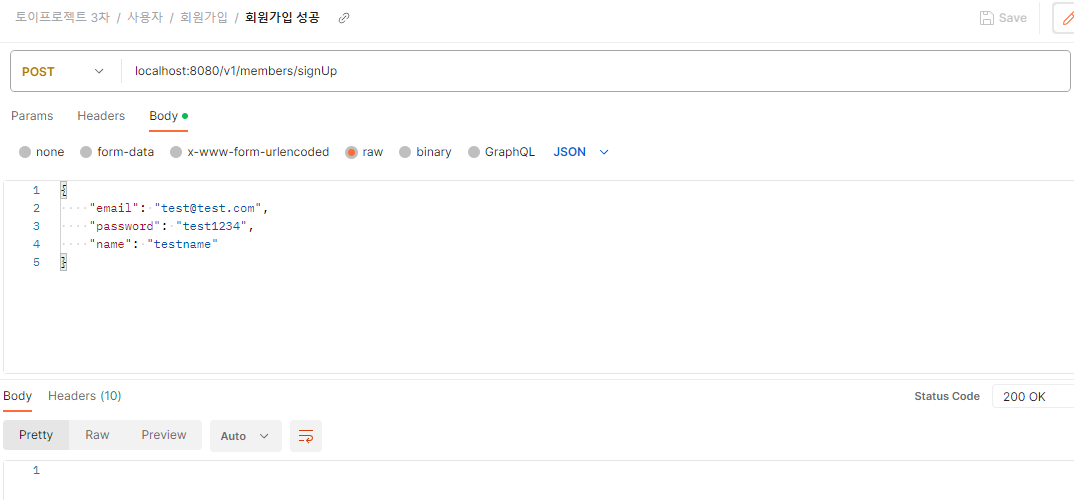 토이프로젝트 3차 / 사용자 / 회원가입 / 회원가입 성공 Save
POST localhost:8080/v1/members/signUp
Params Headers Body
none form-data x-www-form-urlencoded raw binary GraphQL JSON
1 {
2 "email": "test@test.com",
3 "password": "test1234",
4 "name": "testname"
5 }
Body Headers (10) Status Code 200 OK
Pretty Raw Preview Auto
1